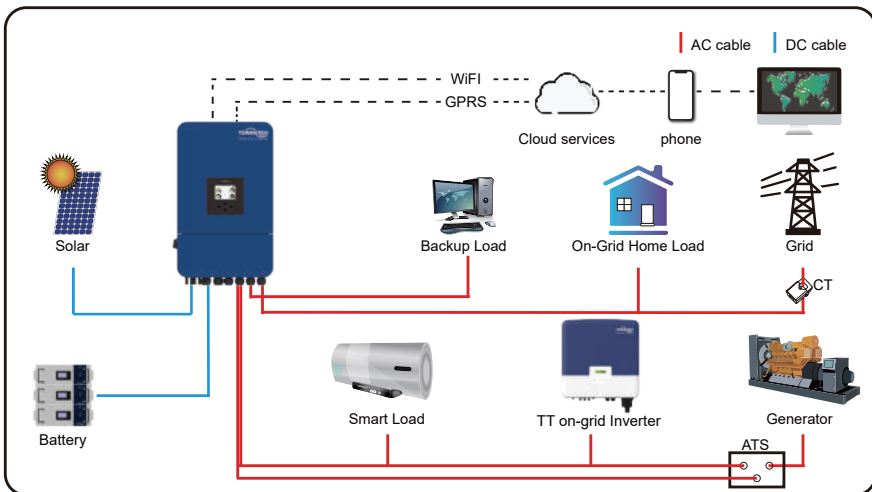 AC cable
DC cable
WiFI
GPRS
Cloud services
phone
Solar
Backup Load
On-Grid Home Load
Grid
CT
Battery
Smart Load
TT on-grid Inverter
Generator
ATS